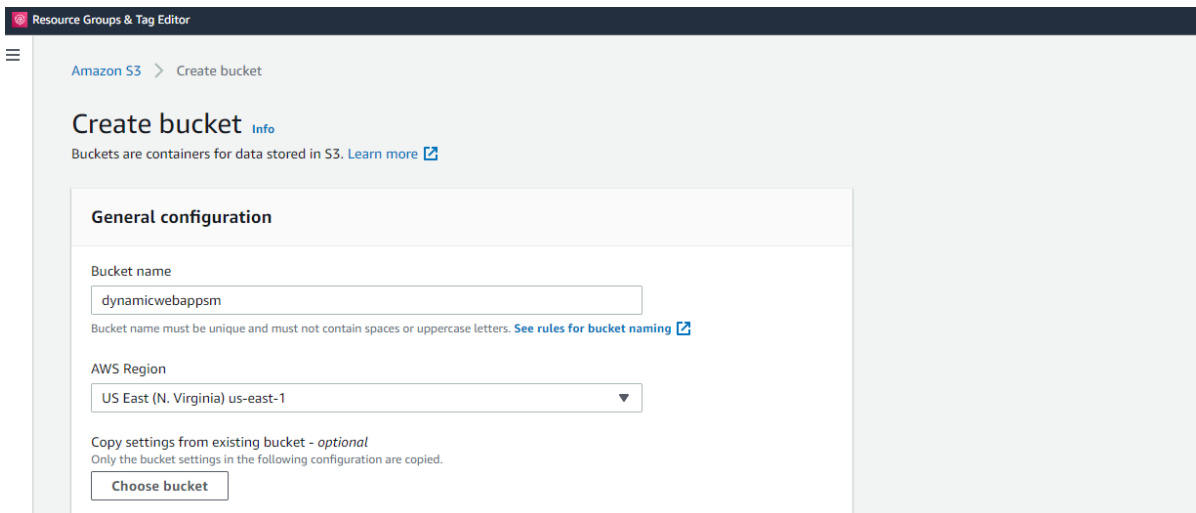 Resource Groups & Tag Editor
Amazon S3 > Create bucket
Create bucket Info
Buckets are containers for data stored in S3. Learn more
General configuration
Bucket name
dynamicwebappsm
Bucket name must be unique and must not contain spaces or uppercase letters. See rules for bucket naming
AWS Region
US East (N. Virginia) us-east-1
Copy settings from existing bucket - optional
Only the bucket settings in the following configuration are copied.
Choose bucket